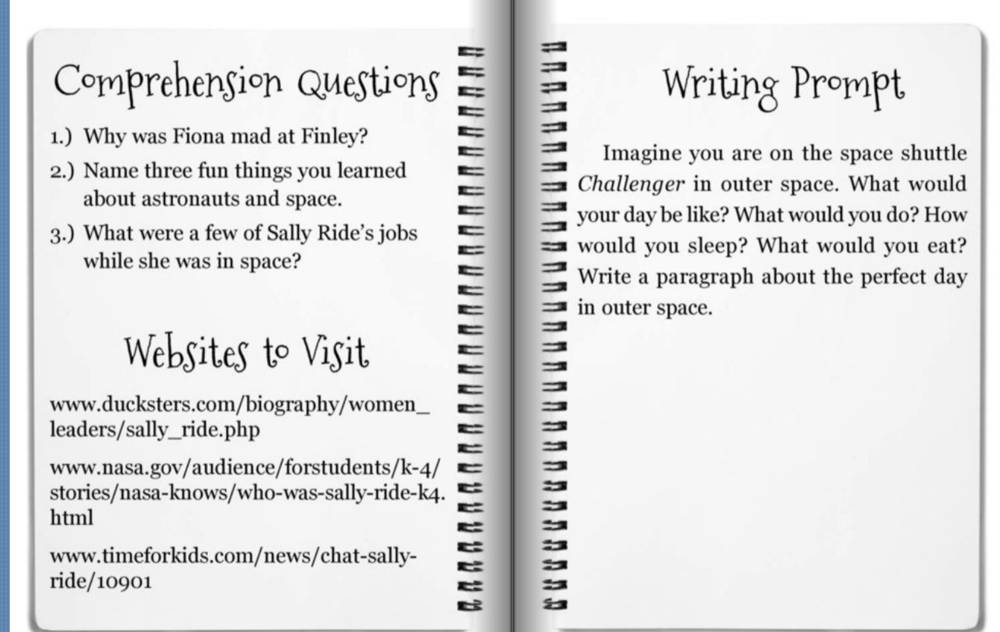 Comprehension Questions
1.) Why was Fiona mad at Finley?
2.) Name three fun things you learned
about astronauts and space.
3.) What were a few of Sally Ride's jobs
while she was in space?
Websites to Visit
www.ducksters.com/biography/women_
leaders/sally_ride.php
www.nasa.gov/audience/forstudents/k-4/
stories/nasa-knows/who-was-sally-ride-k4.
html
www.timeforkids.com/news/chat-sally-
ride/10901
Writing Prompt
Imagine you are on the space shuttle
Challenger in outer space. What would
your day be like? What would you do? How
would you sleep? What would you eat?
Write a paragraph about the perfect day
in outer space.